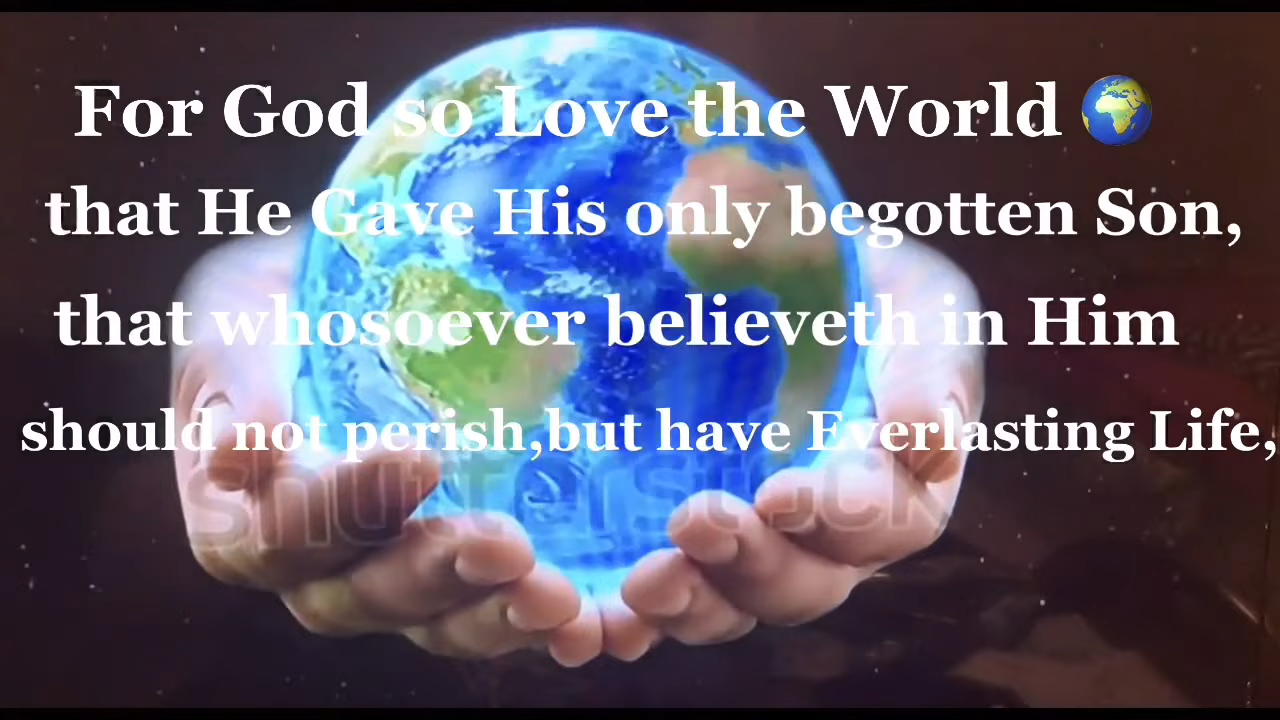 For God so Love the World 🌍
that He Gave His only begotten Son,
that whosoever believeth in Him
should not perish,but have Everlasting Life,
shutterstock